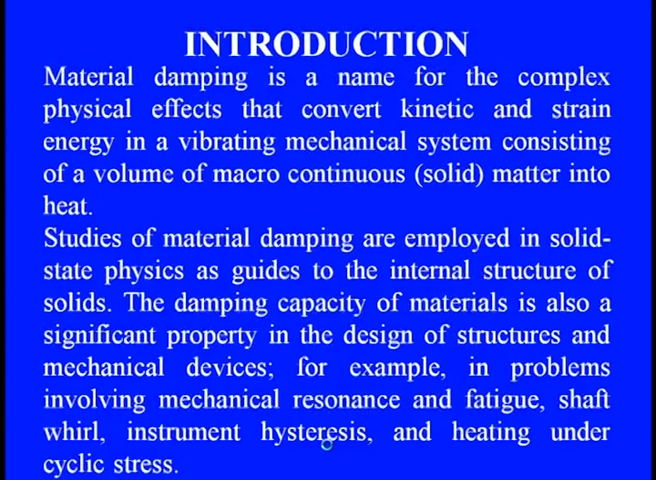 INTRODUCTION
Material damping is a name for the complex
physical effects that convert kinetic and strain
energy in a vibrating mechanical system consisting
of a volume of macro continuous (solid) matter into
heat.
Studies of material damping are employed in solid-
state physics as guides to the internal structure of
solids. The damping capacity of materials is also a
significant property in the design of structures and
mechanical devices; for example, in problems
involving mechanical resonance and fatigue, shaft
whirl, instrument hysteresis, and heating under
cyclic stress.